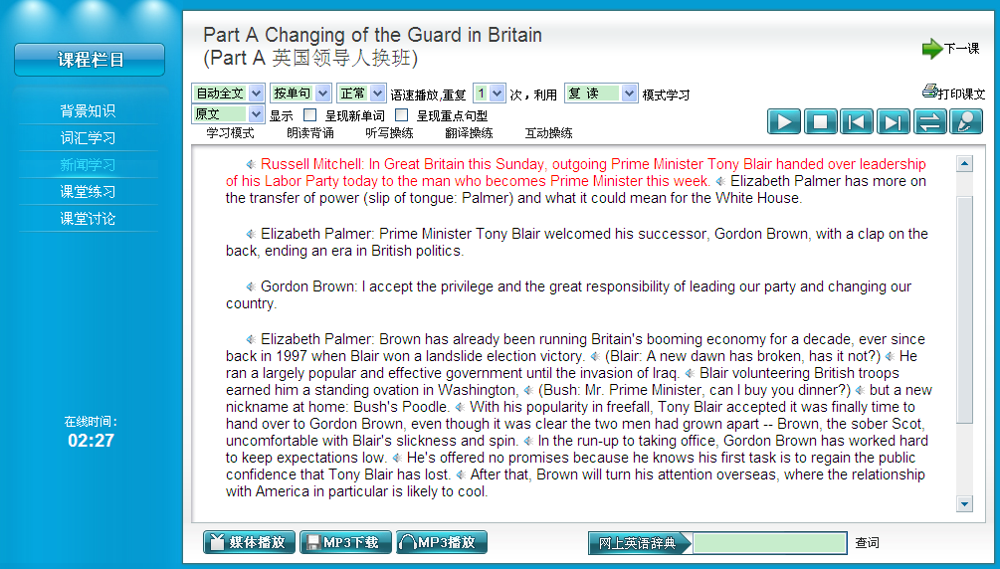 课程栏目
背景知识
词汇学习
新闻学习
课堂练习
课堂讨论
在线时间:
02:27
Part A Changing of the Guard in Britain
(Part A 英国领导人换班)
下一课
打印课文
自动全文 按单句 正常 语速播放,重复 1 次，利用 复 读 模式学习
原文 显示 呈现新单词 呈现重点句型
学习模式 朗读背诵 听写操练 翻译操练 互动操练
Russell Mitchell: In Great Britain this Sunday, outgoing Prime Minister Tony Blair handed over leadership
of his Labor Party today to the man who becomes Prime Minister this week. Elizabeth Palmer has more on
the transfer of power (slip of tongue: Palmer) and what it could mean for the White House.
Elizabeth Palmer: Prime Minister Tony Blair welcomed his successor, Gordon Brown, with a clap on the
back, ending an era in British politics.
Gordon Brown: I accept the privilege and the great responsibility of leading our party and changing our
country.
Elizabeth Palmer: Brown has already been running Britain's booming economy for a decade, ever since
back in 1997 when Blair won a landslide election victory. (Blair: A new dawn has broken, has it not?) He
ran a largely popular and effective government until the invasion of Iraq. Blair volunteering British troops
earned him a standing ovation in Washington, (Bush: Mr. Prime Minister, can I buy you dinner?) but a new
nickname at home: Bush's Poodle. With his popularity in freefall, Tony Blair accepted it was finally time to
hand over to Gordon Brown, even though it was clear the two men had grown apart -- Brown, the sober Scot,
uncomfortable with Blair's slickness and spin. In the run-up to taking office, Gordon Brown has worked hard
to keep expectations low. He's offered no promises because he knows his first task is to regain the public
confidence that Tony Blair has lost. After that, Brown will turn his attention overseas, where the relationship
with America in particular is likely to cool.
媒体播放 MP3下载 MP3播放 网上英语辞典 查词